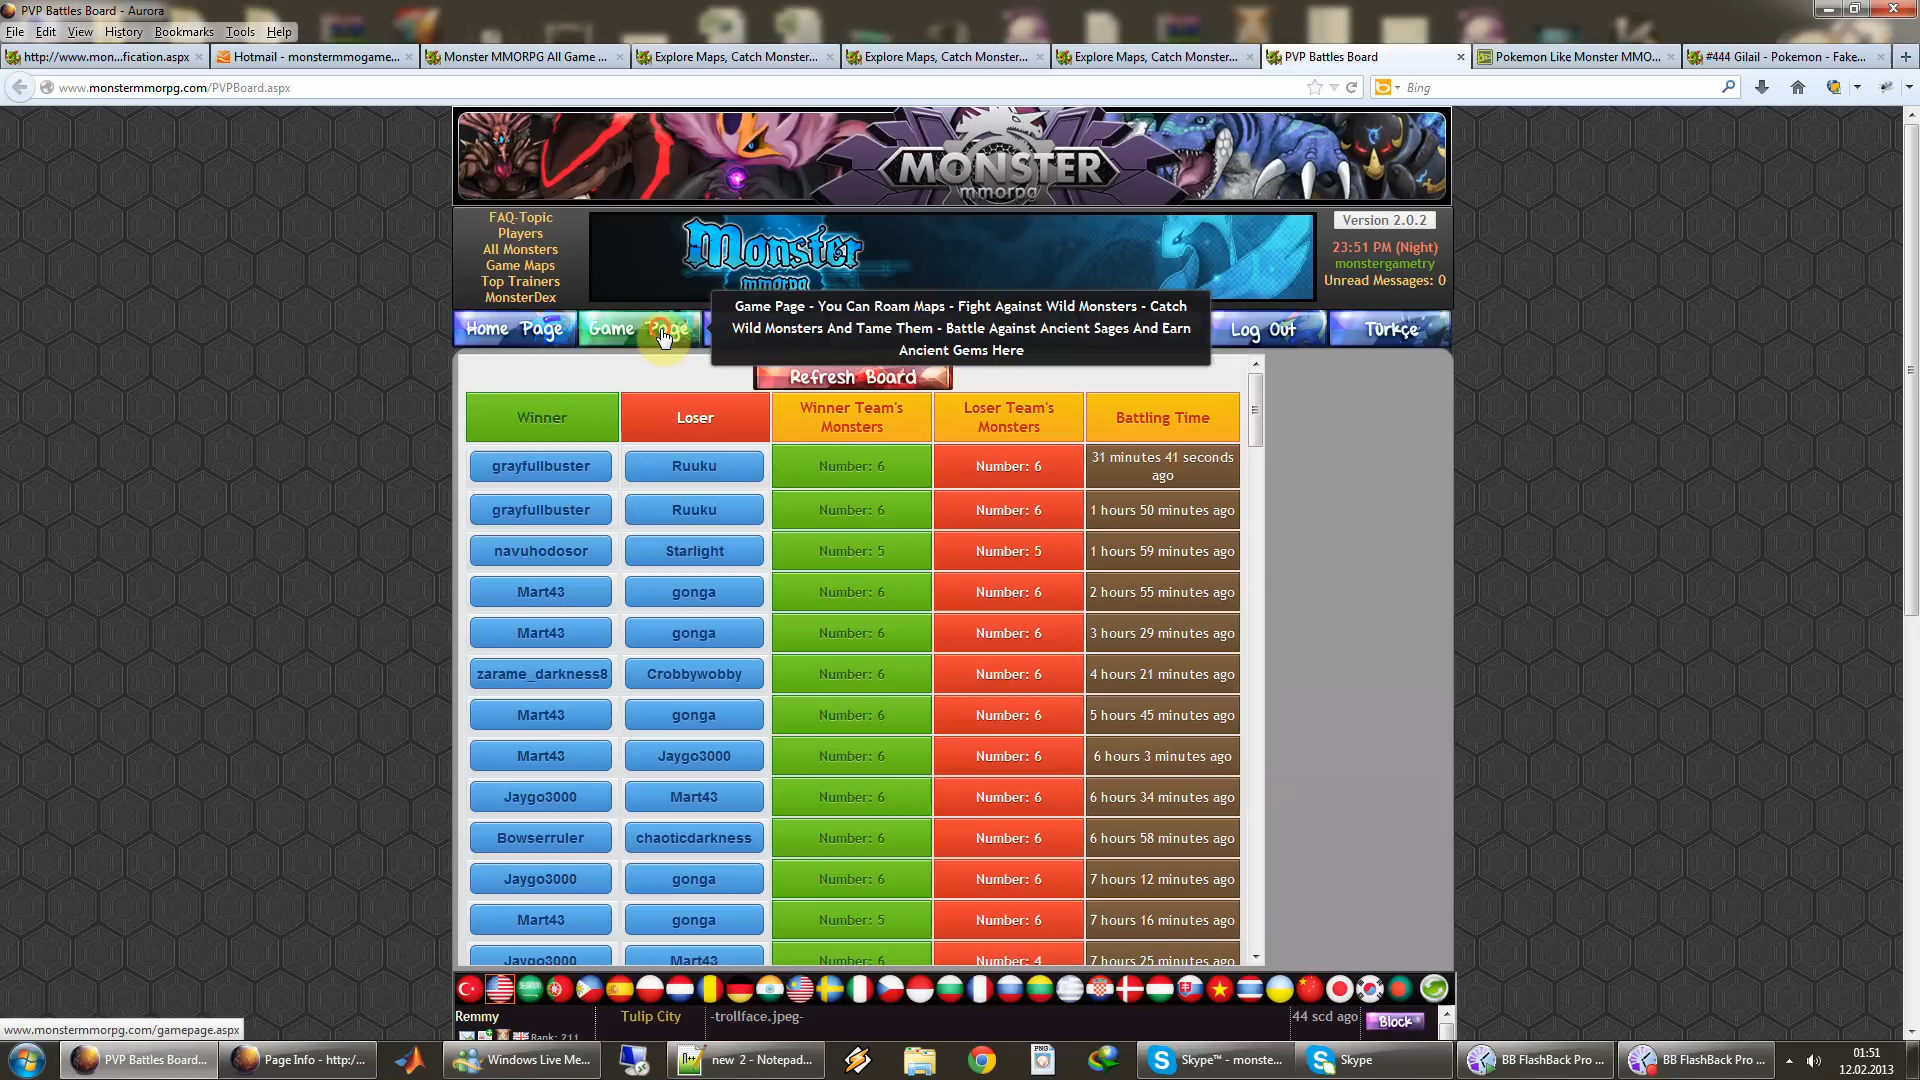 PVP Battles Board - Aurora
File Edit View History Bookmarks Tools Help
http://www.mon...fication.aspx
Hotmail - monstermmogame...
Monster MMORPG All Game ...
Explore Maps, Catch Monster...
Explore Maps, Catch Monster...
Explore Maps, Catch Monster...
PVP Battles Board
Pokemon Like Monster MMO...
#444 Gilail - Pokemon - Fake...
www.monstermmorpg.com/PVPBoard.aspx
Bing
MONSTER
mmorpg
FAQ-Topic
Players
All Monsters
Game Maps
Top Trainers
MonsterDex
Monster
mmorpg
Version 2.0.2
23:51 PM (Night)
monstergametry
Unread Messages: 0
Home Page
Game Page
Log Out
Türkçe
Game Page - You Can Roam Maps - Fight Against Wild Monsters - Catch
Wild Monsters And Tame Them - Battle Against Ancient Sages And Earn
Ancient Gems Here
Refresh Board
Winner Loser Winner Team's Monsters Loser Team's Monsters Battling Time
grayfullbuster Ruuku Number: 6 Number: 6 31 minutes 41 seconds ago
grayfullbuster Ruuku Number: 6 Number: 6 1 hours 50 minutes ago
navuhodosor Starlight Number: 5 Number: 5 1 hours 59 minutes ago
Mart43 gonga Number: 6 Number: 6 2 hours 55 minutes ago
Mart43 gonga Number: 6 Number: 6 3 hours 29 minutes ago
zarame_darkness8 Crobbywobby Number: 6 Number: 6 4 hours 21 minutes ago
Mart43 gonga Number: 6 Number: 6 5 hours 45 minutes ago
Mart43 Jaygo3000 Number: 6 Number: 6 6 hours 3 minutes ago
Jaygo3000 Mart43 Number: 6 Number: 6 6 hours 34 minutes ago
Bowserruler chaoticdarkness Number: 6 Number: 6 6 hours 58 minutes ago
Jaygo3000 gonga Number: 6 Number: 6 7 hours 12 minutes ago
Mart43 gonga Number: 5 Number: 6 7 hours 16 minutes ago
Jaygo3000 Mart43 Number: 6 Number: 4 7 hours 25 minutes ago
Remmy Tulip City -trollface.jpeg- 44 scd ago Block
Rank: 211
www.monstermmorpg.com/gamepage.aspx
PVP Battles Board...
Page Info - http:/...
Windows Live Me...
new 2 - Notepad...
Skype™ - monste...
Skype
BB FlashBack Pro ...
BB FlashBack Pro ...
01:51
12.02.2013